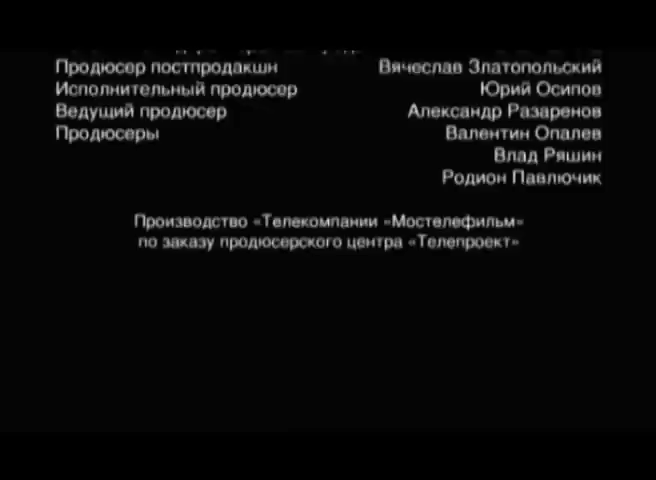 Продюсер постпродакшн Вячеслав Златопольский
Исполнительный продюсер Юрий Осипов
Ведущий продюсер Александр Разаренов
Продюсеры Валентин Опалев
Влад Ряшин
Родион Павлючик
Производство «Телекомпании «Мостелефильм»
по заказу продюсерского центра «Телепроект»